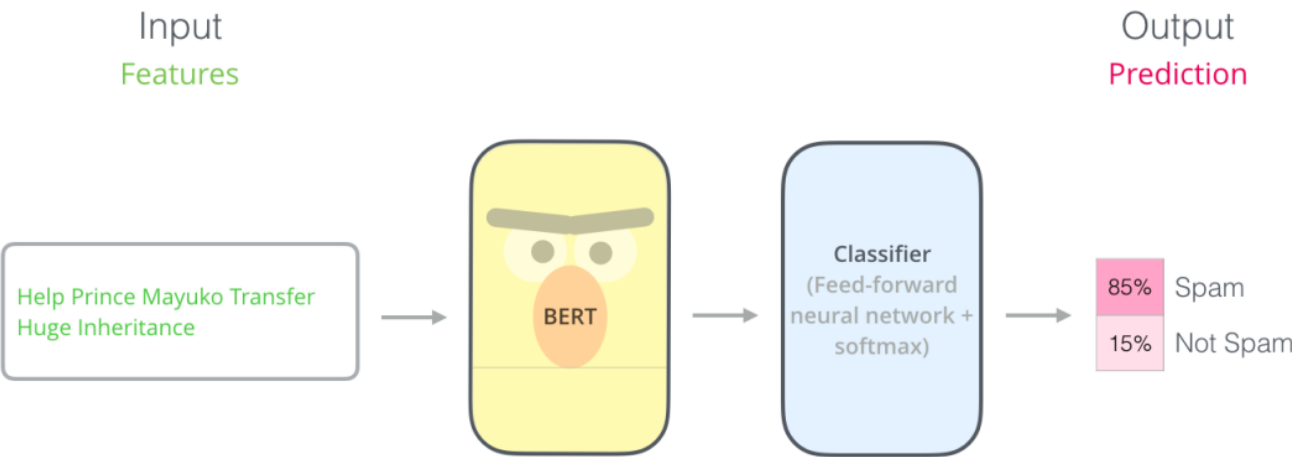 Input
Features
Output
Prediction
Help Prince Mayuko Transfer
Huge Inheritance
BERT
Classifier
(Feed-forward
neural network +
softmax)
85% Spam
15% Not Spam